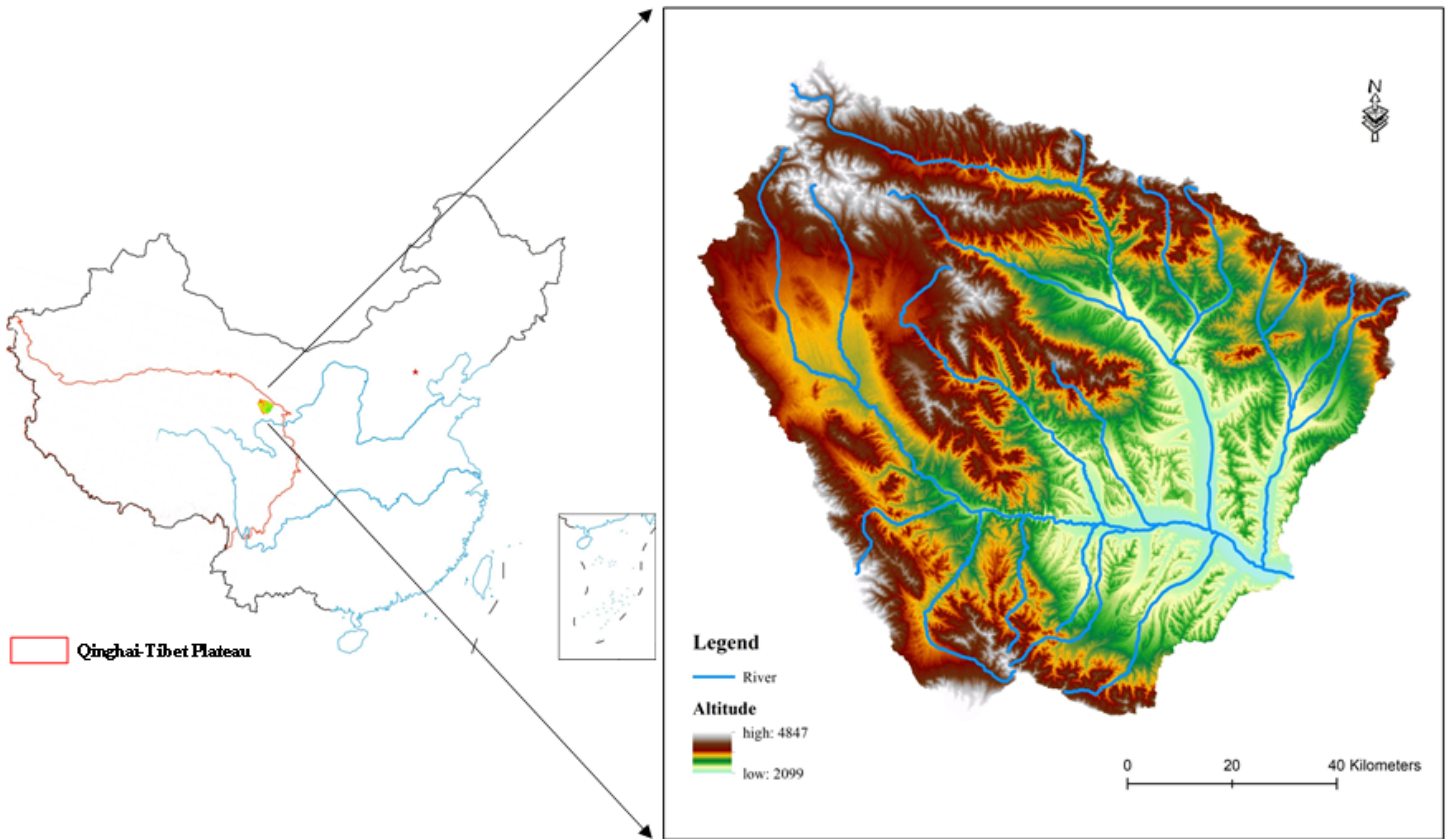 N
Qinghai-Tibet Plateau
Legend
River
Altitude
high: 4847
low: 2099
0 20 40 Kilometers